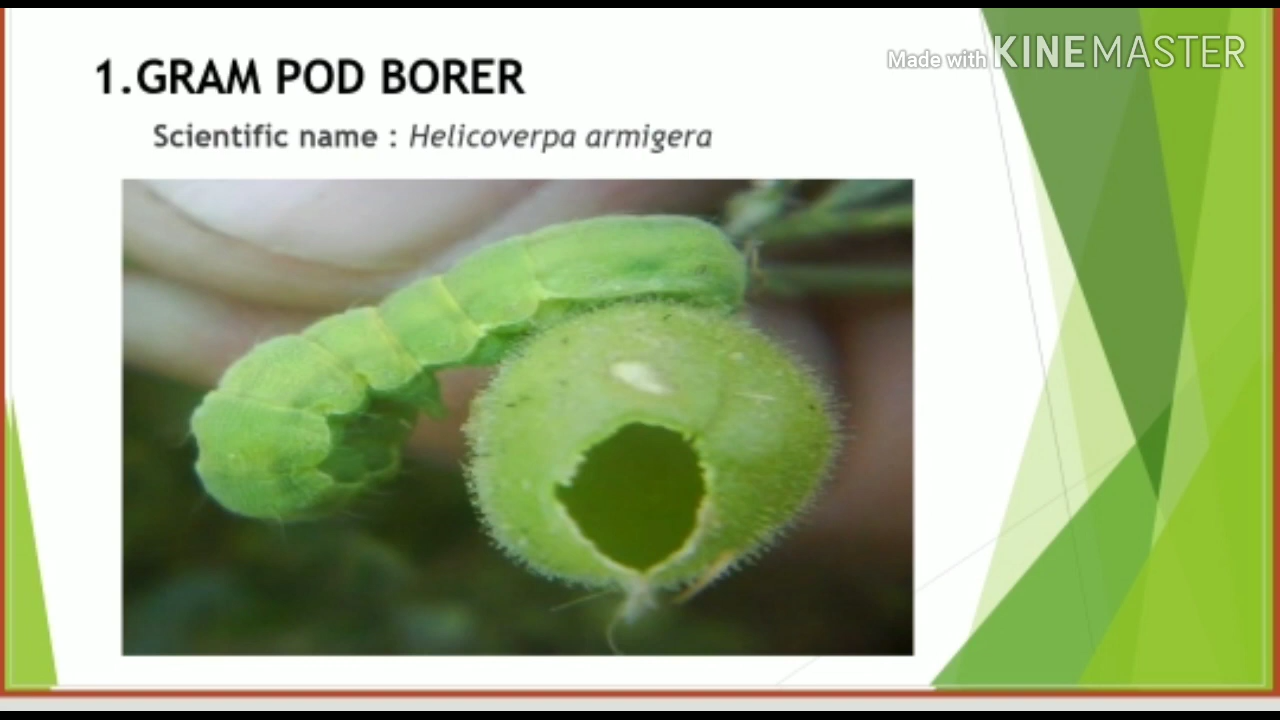 Made with KINEMASTER
1.GRAM POD BORER
Scientific name : Helicoverpa armigera